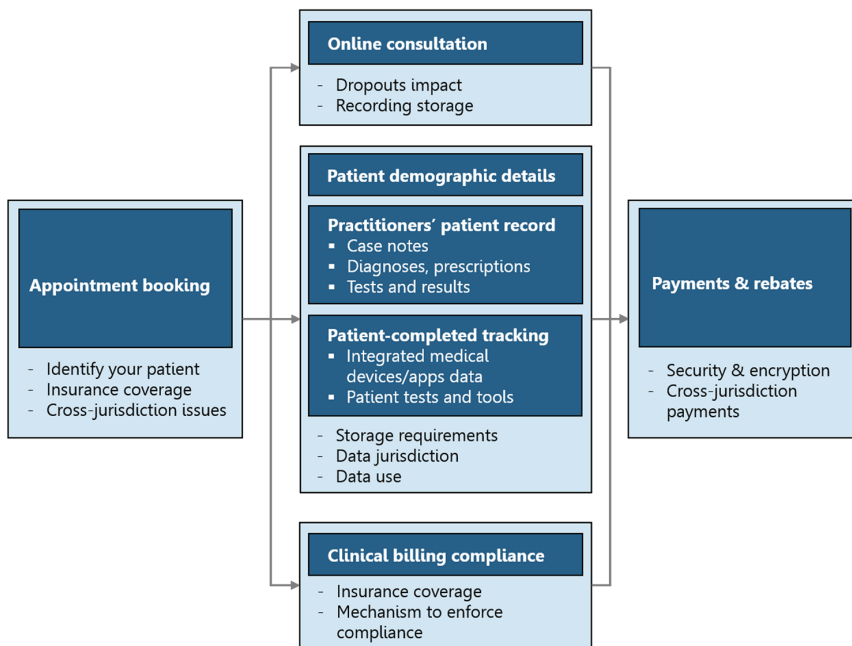 Online consultation
- Dropouts impact
- Recording storage
Patient demographic details
Practitioners’ patient record
▪ Case notes
▪ Diagnoses, prescriptions
▪ Tests and results
Patient-completed tracking
▪ Integrated medical
devices/apps data
▪ Patient tests and tools
- Storage requirements
- Data jurisdiction
- Data use
Appointment booking
- Identify your patient
- Insurance coverage
- Cross-jurisdiction issues
Payments & rebates
- Security & encryption
- Cross-jurisdiction
payments
Clinical billing compliance
- Insurance coverage
- Mechanism to enforce
compliance